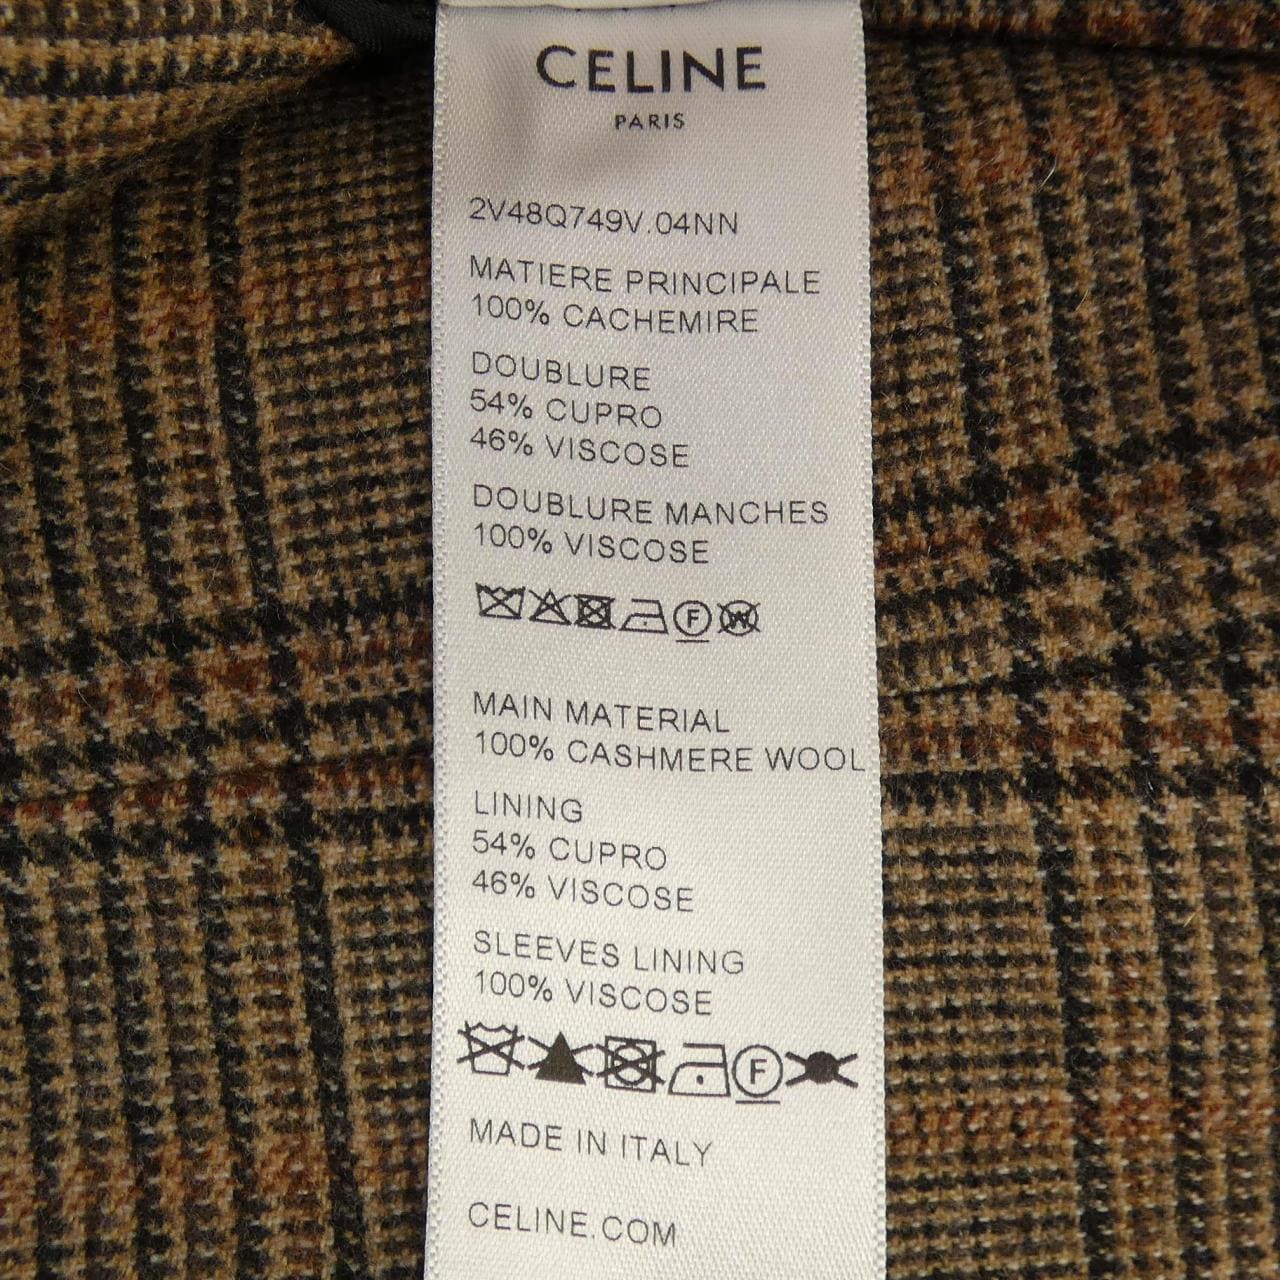 CELINE
PARIS
2V48Q749V.04NN
MATIERE PRINCIPALE
100% CACHEMIRE
DOUBLURE
54% CUPRO
46% VISCOSE
DOUBLURE MANCHES
100% VISCOSE
F W
MAIN MATERIAL
100% CASHMERE WOOL
LINING
54% CUPRO
46% VISCOSE
SLEEVES LINING
100% VISCOSE
F
MADE IN ITALY
CELINE.COM